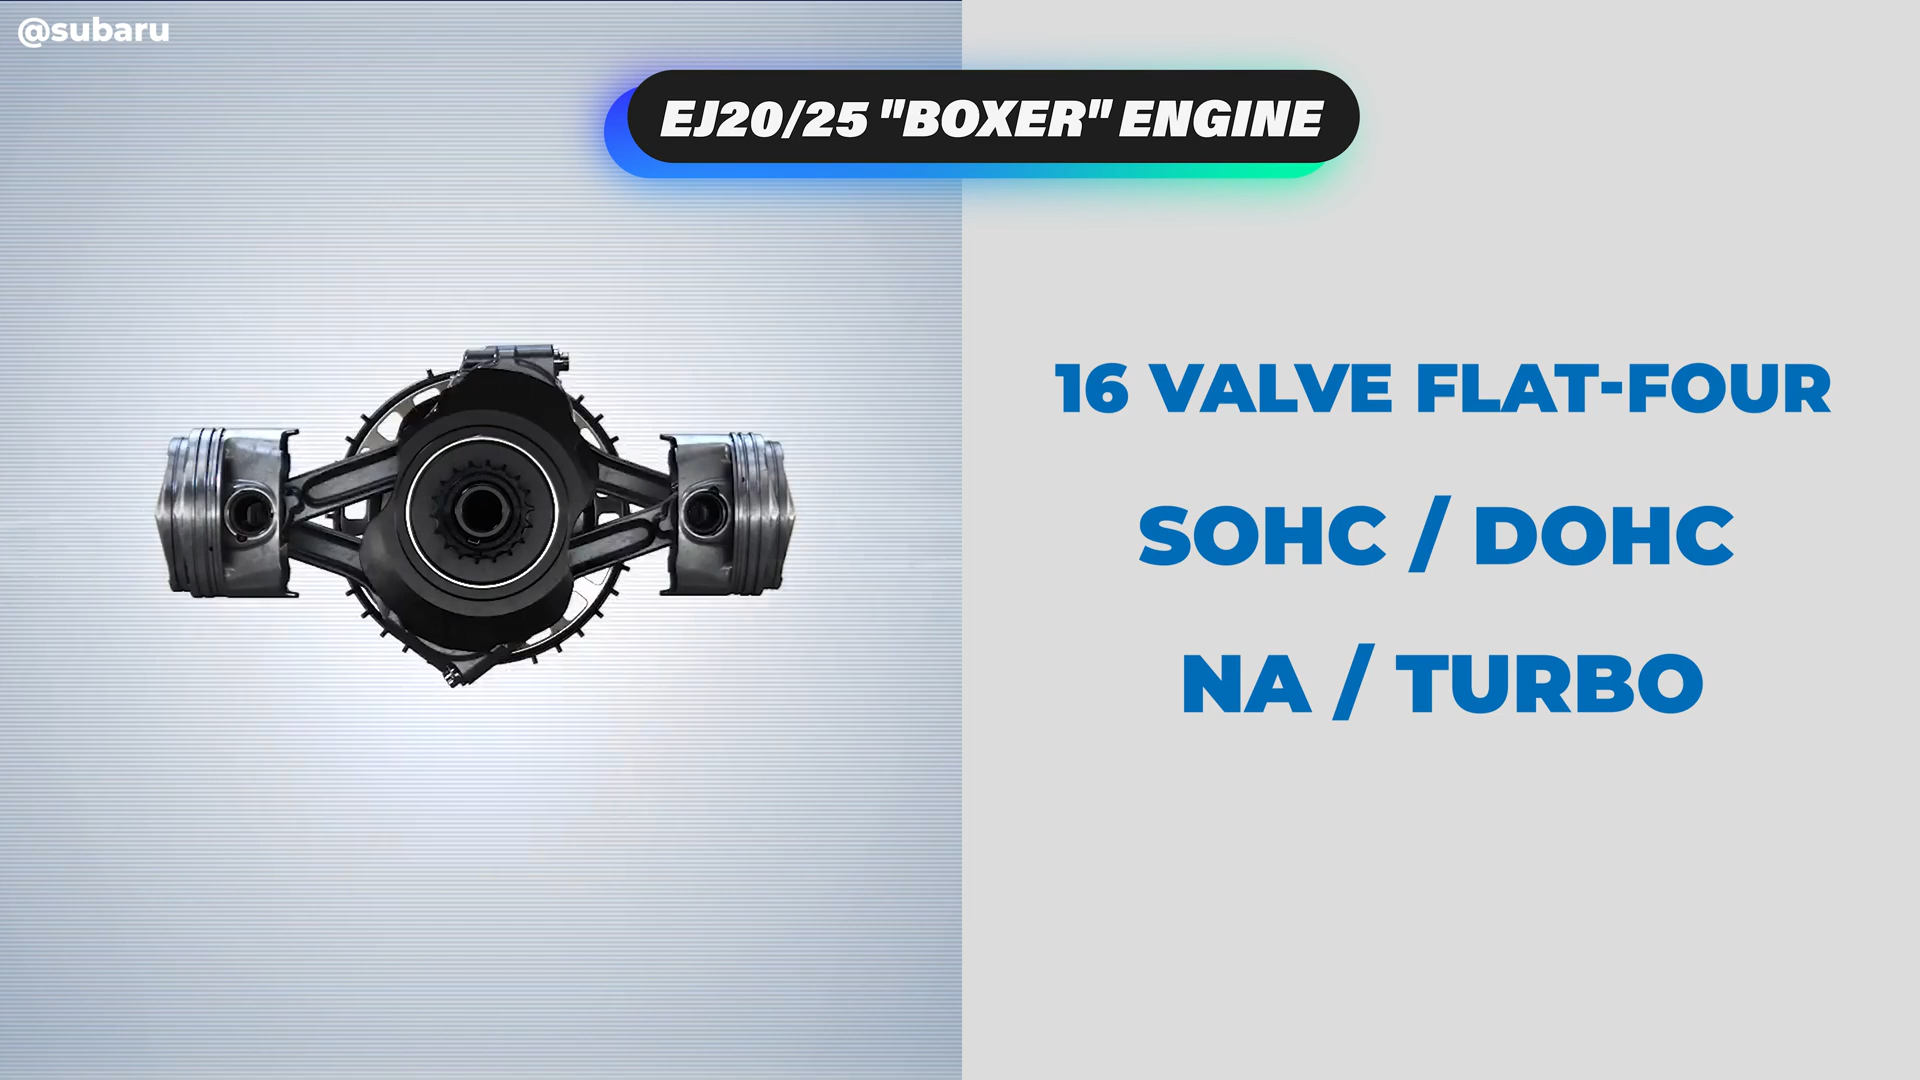 @subaru
EJ20/25 "BOXER" ENGINE
16 VALVE FLAT-FOUR
SOHC / DOHC
NA / TURBO